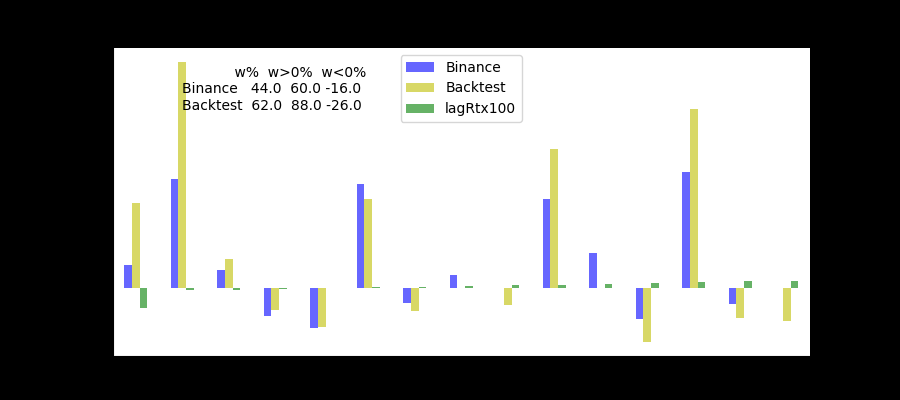 w%  w>0%  w<0%
Binance   44.0  60.0 -16.0
Backtest  62.0  88.0 -26.0
Binance
Backtest
lagRtx100